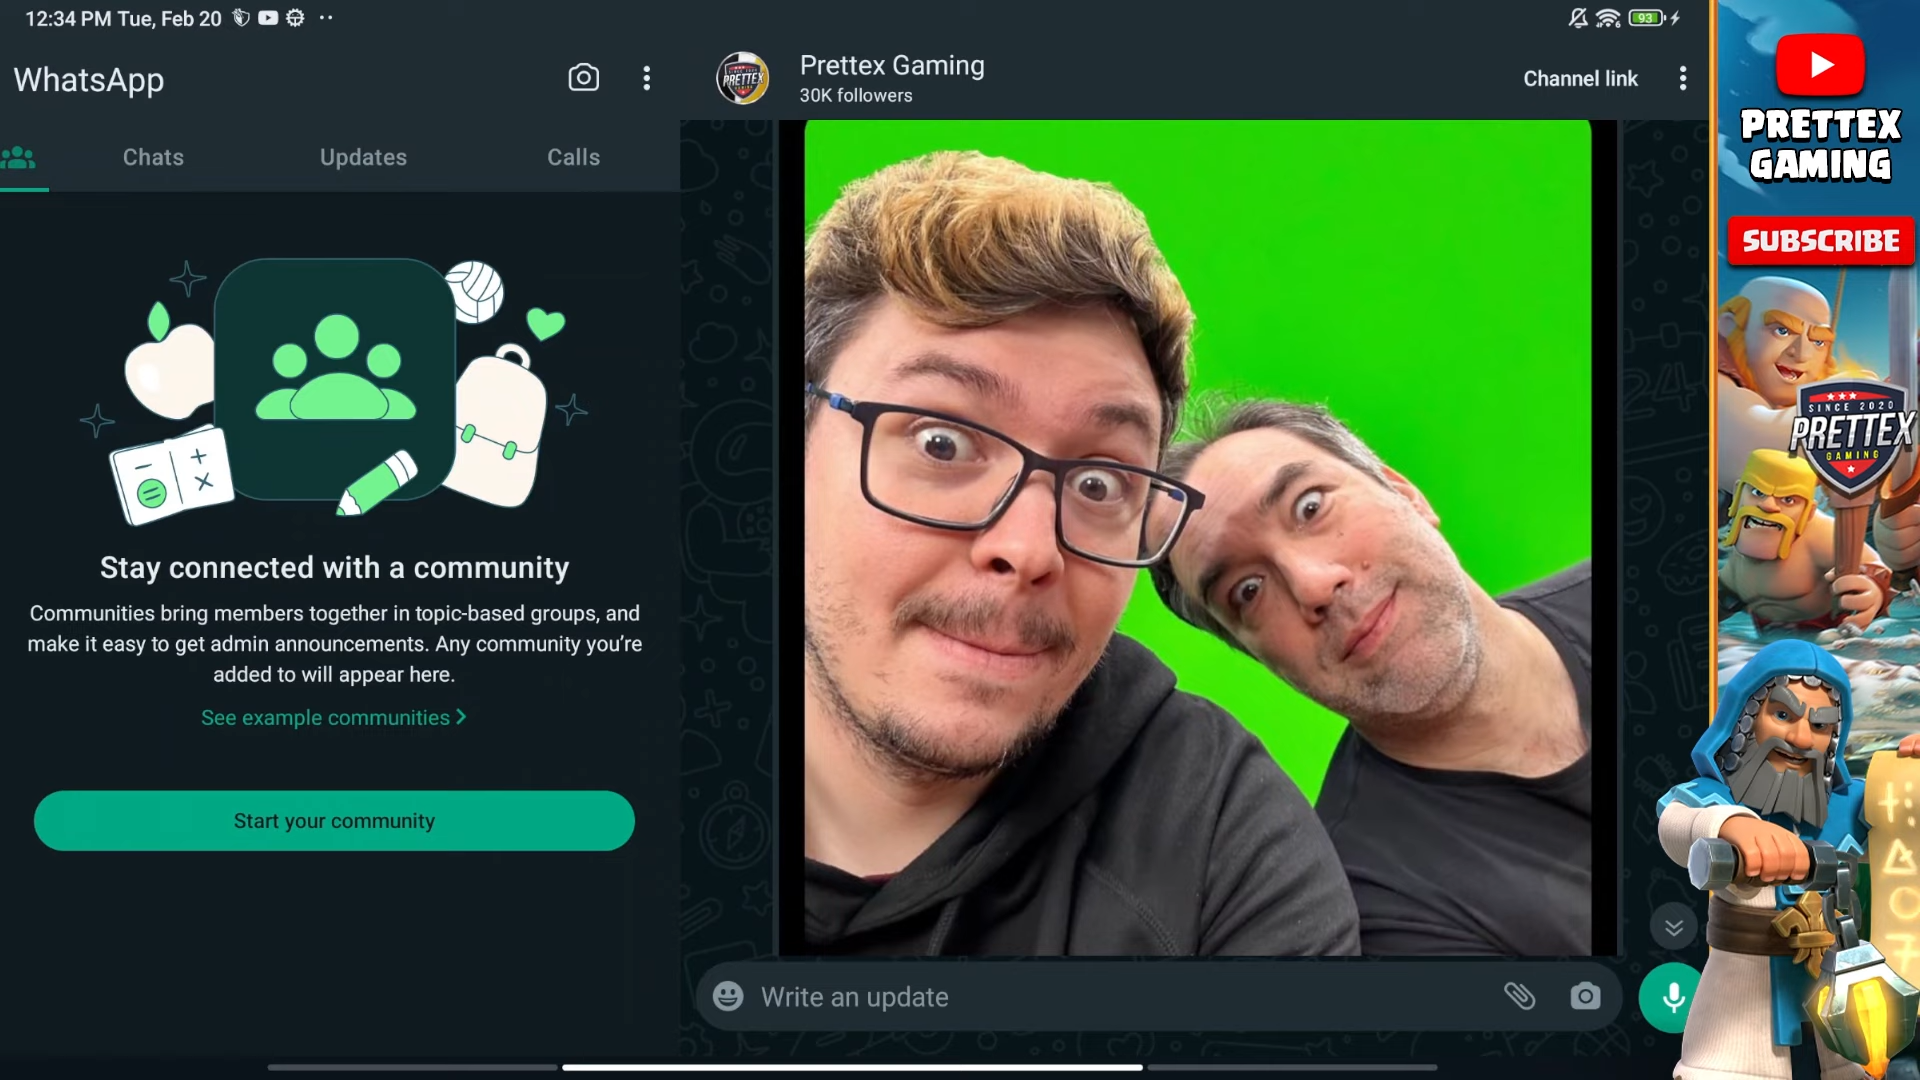 12:34 PM Tue, Feb 20
93
WhatsApp
Chats
Updates
Calls
Stay connected with a community
Communities bring members together in topic-based groups, and
make it easy to get admin announcements. Any community you’re
added to will appear here.
See example communities
Start your community
Prettex Gaming
30K followers
Channel link
Write an update
PRETTEX
GAMING
SUBSCRIBE
SINCE 2020
PRETTEX
GAMING